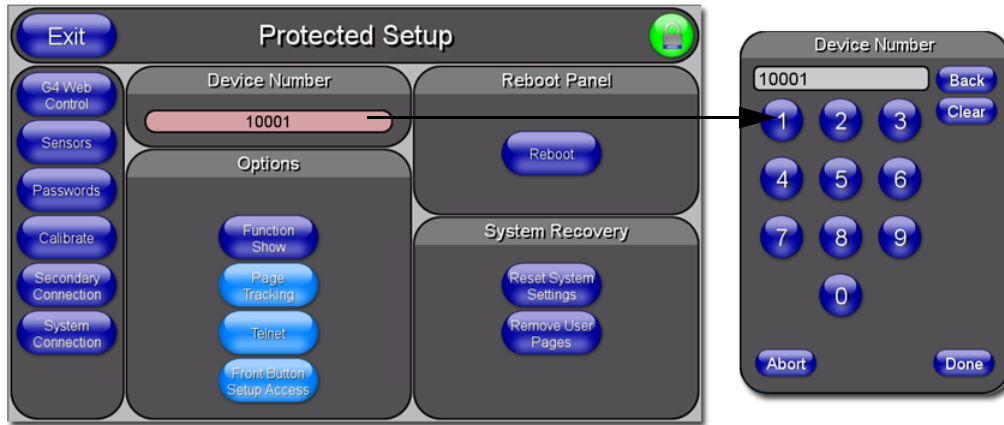 Exit
Protected Setup
G4 Web
Control
Sensors
Passwords
Calibrate
Secondary
Connection
System
Connection
Device Number
10001
Options
Function
Show
Page
Tracking
Telnet
Front Button
Setup Access
Reboot Panel
Reboot
System Recovery
Reset System
Settings
Remove User
Pages
Device Number
10001
Back
Clear
1 2 3
4 5 6
7 8 9
0
Abort
Done